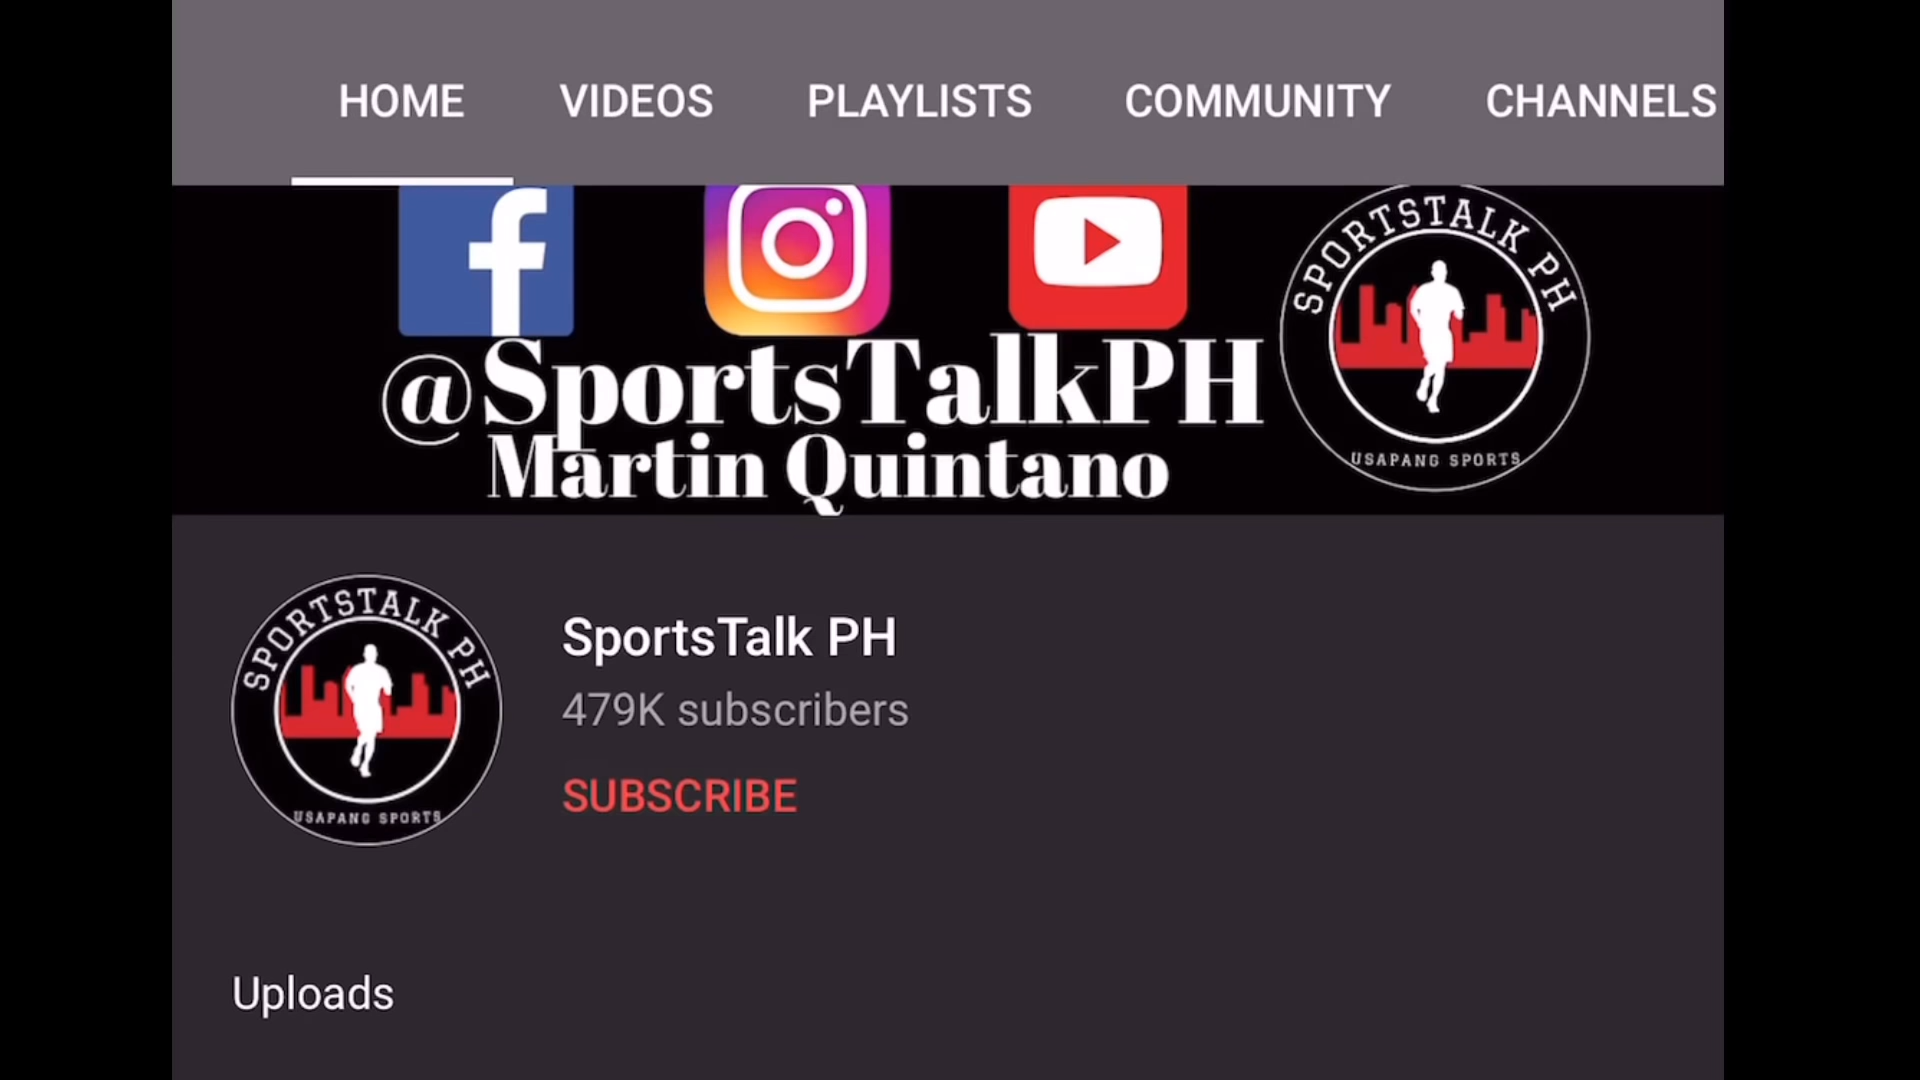 HOME VIDEOS PLAYLISTS COMMUNITY CHANNELS
@SportsTalkPH
Martin Quintano
SPORTSTALK PH
USAPANG SPORTS
SPORTSTALK PH
USAPANG SPORTS
SportsTalk PH
479K subscribers
SUBSCRIBE
Uploads